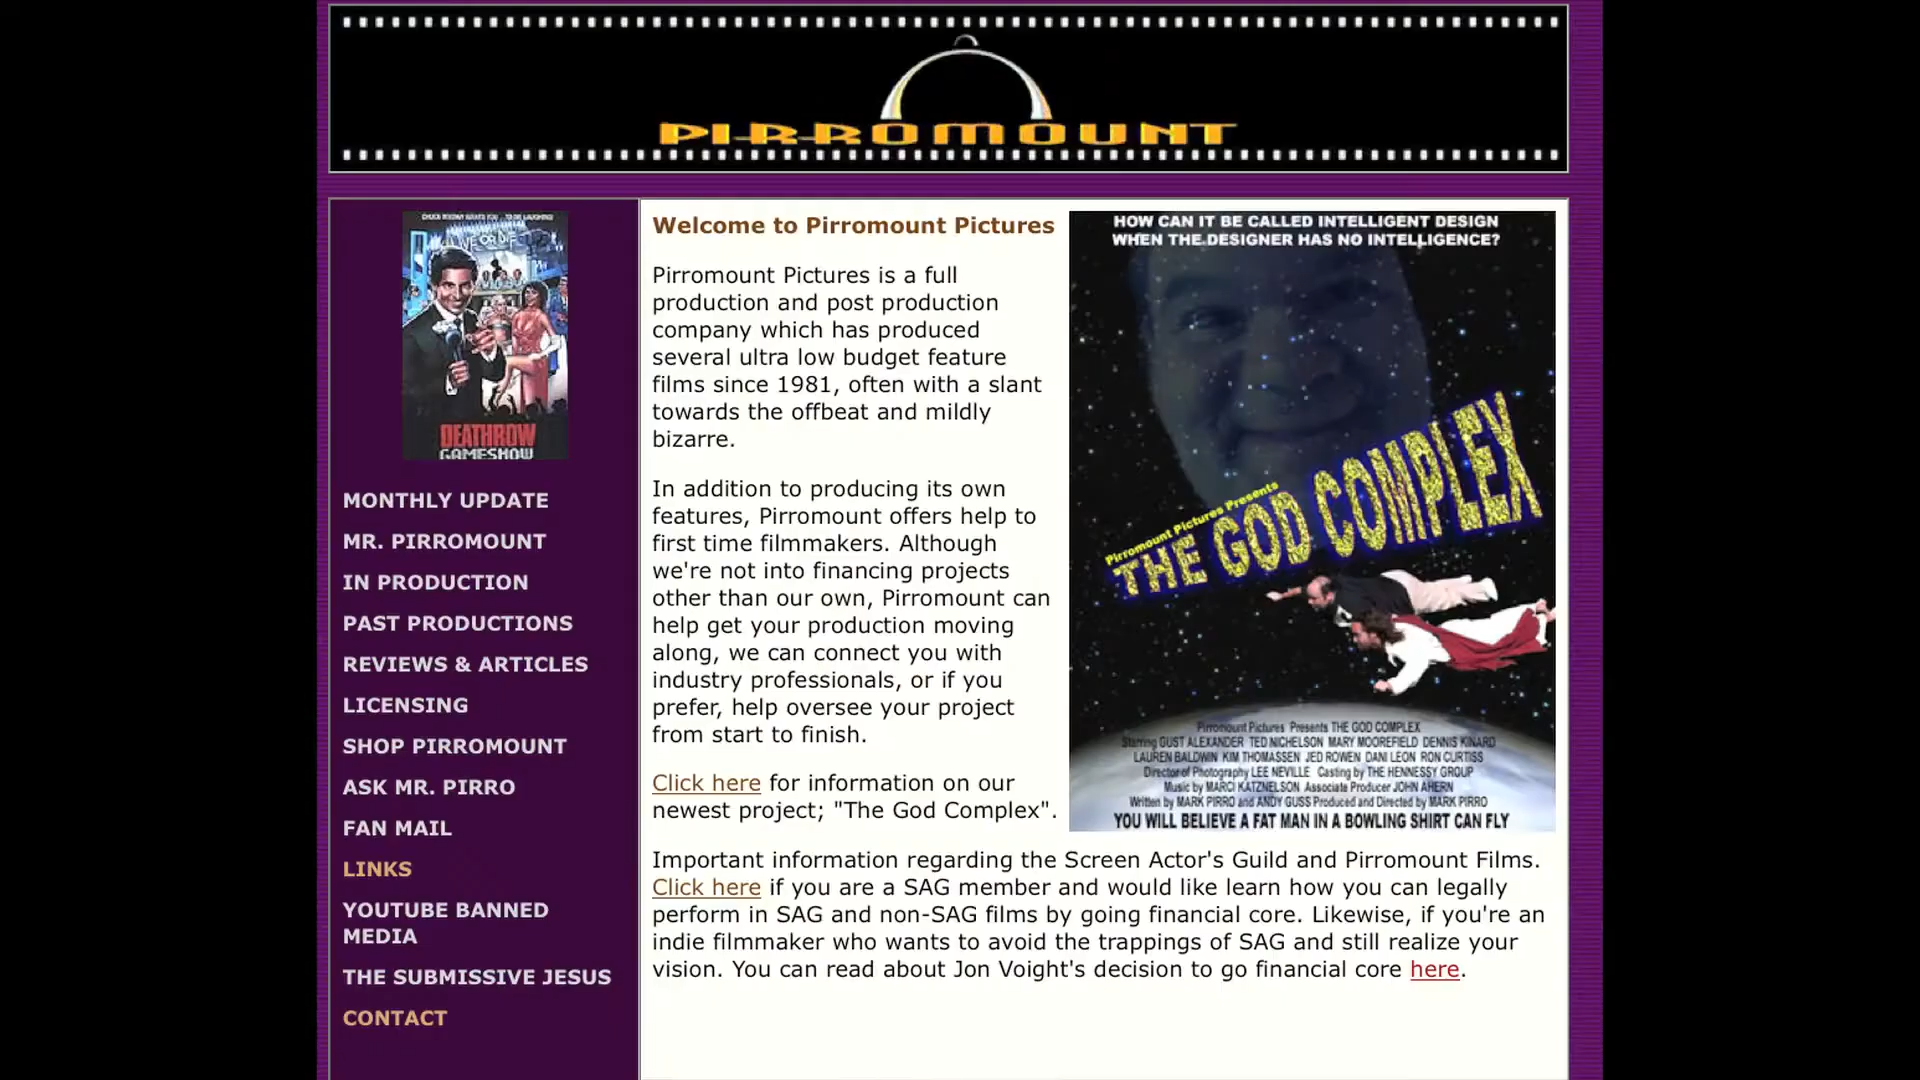 PIRROMOUNT
DEATHROW
GAMESHOW
MONTHLY UPDATE
MR. PIRROMOUNT
IN PRODUCTION
PAST PRODUCTIONS
REVIEWS & ARTICLES
LICENSING
SHOP PIRROMOUNT
ASK MR. PIRRO
FAN MAIL
LINKS
YOUTUBE BANNED
MEDIA
THE SUBMISSIVE JESUS
CONTACT
Welcome to Pirromount Pictures
Pirromount Pictures is a full
production and post production
company which has produced
several ultra low budget feature
films since 1981, often with a slant
towards the offbeat and mildly
bizarre.
In addition to producing its own
features, Pirromount offers help to
first time filmmakers. Although
we're not into financing projects
other than our own, Pirromount can
help get your production moving
along, we can connect you with
industry professionals, or if you
prefer, help oversee your project
from start to finish.
Click here for information on our
newest project; "The God Complex".
HOW CAN IT BE CALLED INTELLIGENT DESIGN
WHEN THE DESIGNER HAS NO INTELLIGENCE?
Pirromount Pictures Presents
THE GOD COMPLEX
Pirromount Pictures Presents THE GOD COMPLEX
Starring GUST ALEXANDER TED NICHELSON MARY MOOREFIELD DENNIS KINARD
LAUREN BALDWIN KIM THOMASSEN JED ROWEN DANI LEON RON CURTISS
Director of Photography LEE NEVILLE Casting by THE HENNESSY GROUP
Music by MARCI KATZNELSON Associate Producer JOHN AHERN
Written by MARK PIRRO and ANDY GUSS Produced and Directed by MARK PIRRO
YOU WILL BELIEVE A FAT MAN IN A BOWLING SHIRT CAN FLY
Important information regarding the Screen Actor's Guild and Pirromount Films.
Click here if you are a SAG member and would like learn how you can legally
perform in SAG and non-SAG films by going financial core. Likewise, if you're an
indie filmmaker who wants to avoid the trappings of SAG and still realize your
vision. You can read about Jon Voight's decision to go financial core here.